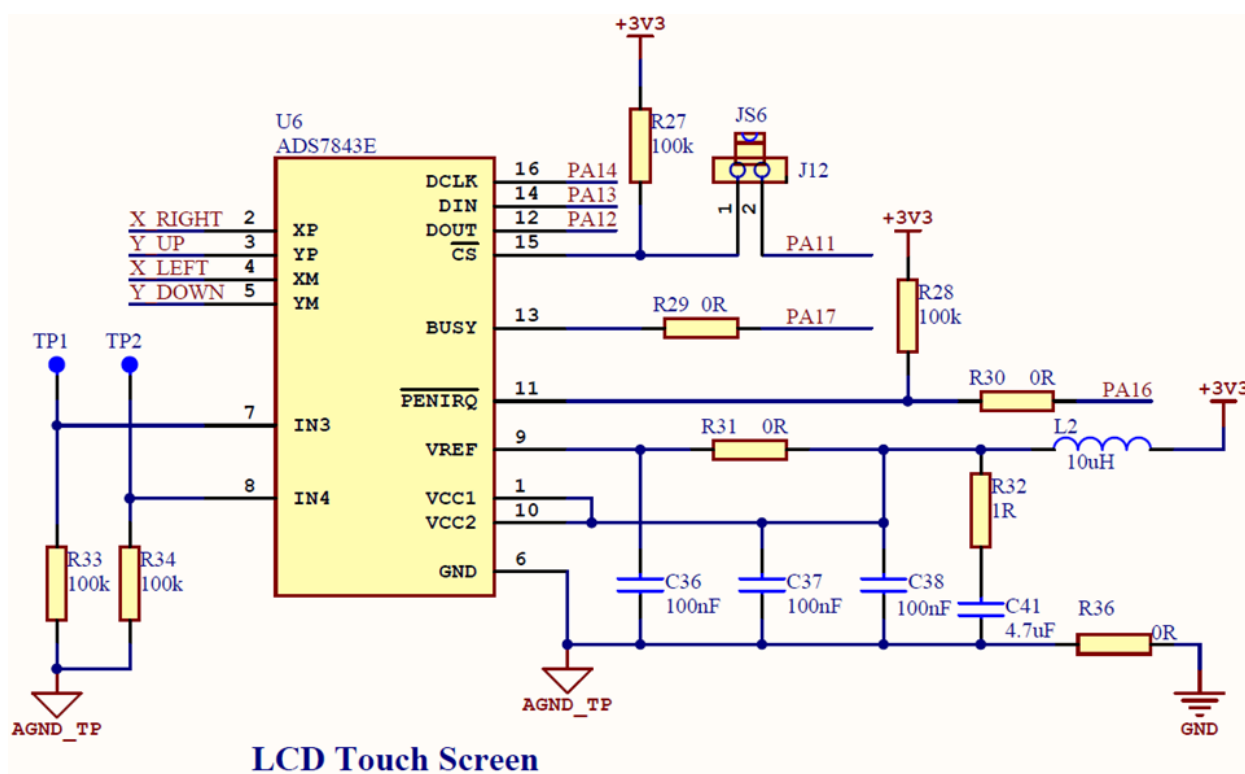 +3V3
U6
ADS7843E
R27
100k
JS6
J12
1
2
DCLK 16 PA14
DIN 14 PA13
DOUT 12 PA12
CS 15
PA11
+3V3
X_RIGHT 2 XP
Y_UP 3 YP
X_LEFT 4 XM
Y_DOWN 5 YM
R28
100k
BUSY 13
R29 0R
PA17
TP1
TP2
PENIRQ 11
R30 0R
PA16
+3V3
7 IN3
VREF 9
R31 0R
L2
10uH
8 IN4
VCC1 1
VCC2 10
R32
1R
GND 6
R33
100k
R34
100k
C36
100nF
C37
100nF
C38
100nF
C41
4.7uF
R36
0R
AGND_TP
AGND_TP
GND
LCD Touch Screen